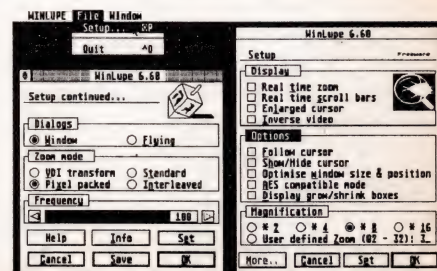 WINLUPE File Window
Setup... ⌘P
Quit ^Q
WinLupe 6.60
Setup continued...
Dialogs
Window Flying
Zoom mode
VDI transform Standard
Pixel packed Interleaved
Frequency
100
Help Info Set
Cancel Save OK
WinLupe 6.60
Setup Freeware
Display
Real time zoom
Real time scroll bars
Enlarged cursor
Inverse video
Options
Follow cursor
Show/Hide cursor
Optimise window size & position
AES compatible mode
Display grow/shrink boxes
Magnification
* 2 * 4 * 8 * 16
User defined Zoom (02 - 32): 3_
More.. Cancel Set OK